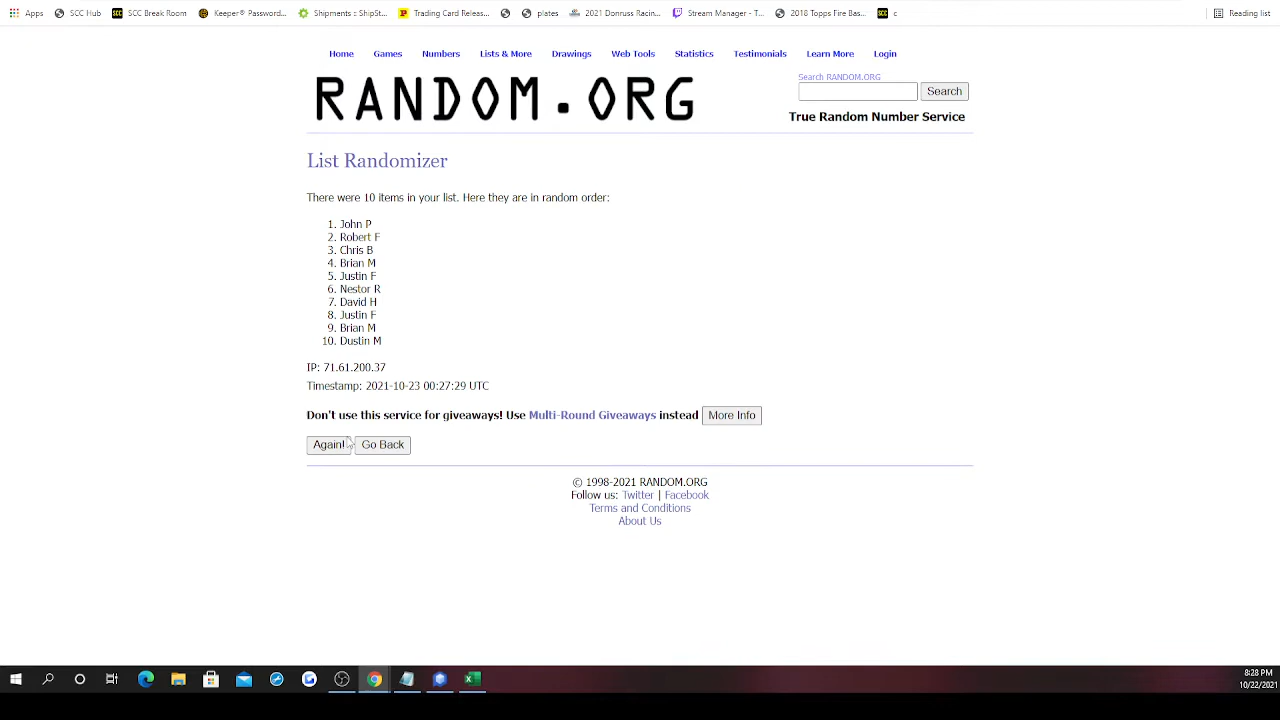 Apps SCC Hub SCC Break Room Keeper® Password... Shipments :: ShipSt... Trading Card Releas... plates 2021 Donruss Racin... Stream Manager - T... 2018 Topps Fire Bas... c Reading list
Home Games Numbers Lists & More Drawings Web Tools Statistics Testimonials Learn More Login
RANDOM.ORG
Search RANDOM.ORG
Search
True Random Number Service
List Randomizer
There were 10 items in your list. Here they are in random order:
1. John P
2. Robert F
3. Chris B
4. Brian M
5. Justin F
6. Nestor R
7. David H
8. Justin F
9. Brian M
10. Dustin M
IP: 71.61.200.37
Timestamp: 2021-10-23 00:27:29 UTC
Don't use this service for giveaways! Use Multi-Round Giveaways instead More Info
Again! Go Back
© 1998-2021 RANDOM.ORG
Follow us: Twitter | Facebook
Terms and Conditions
About Us
8:28 PM
10/22/2021